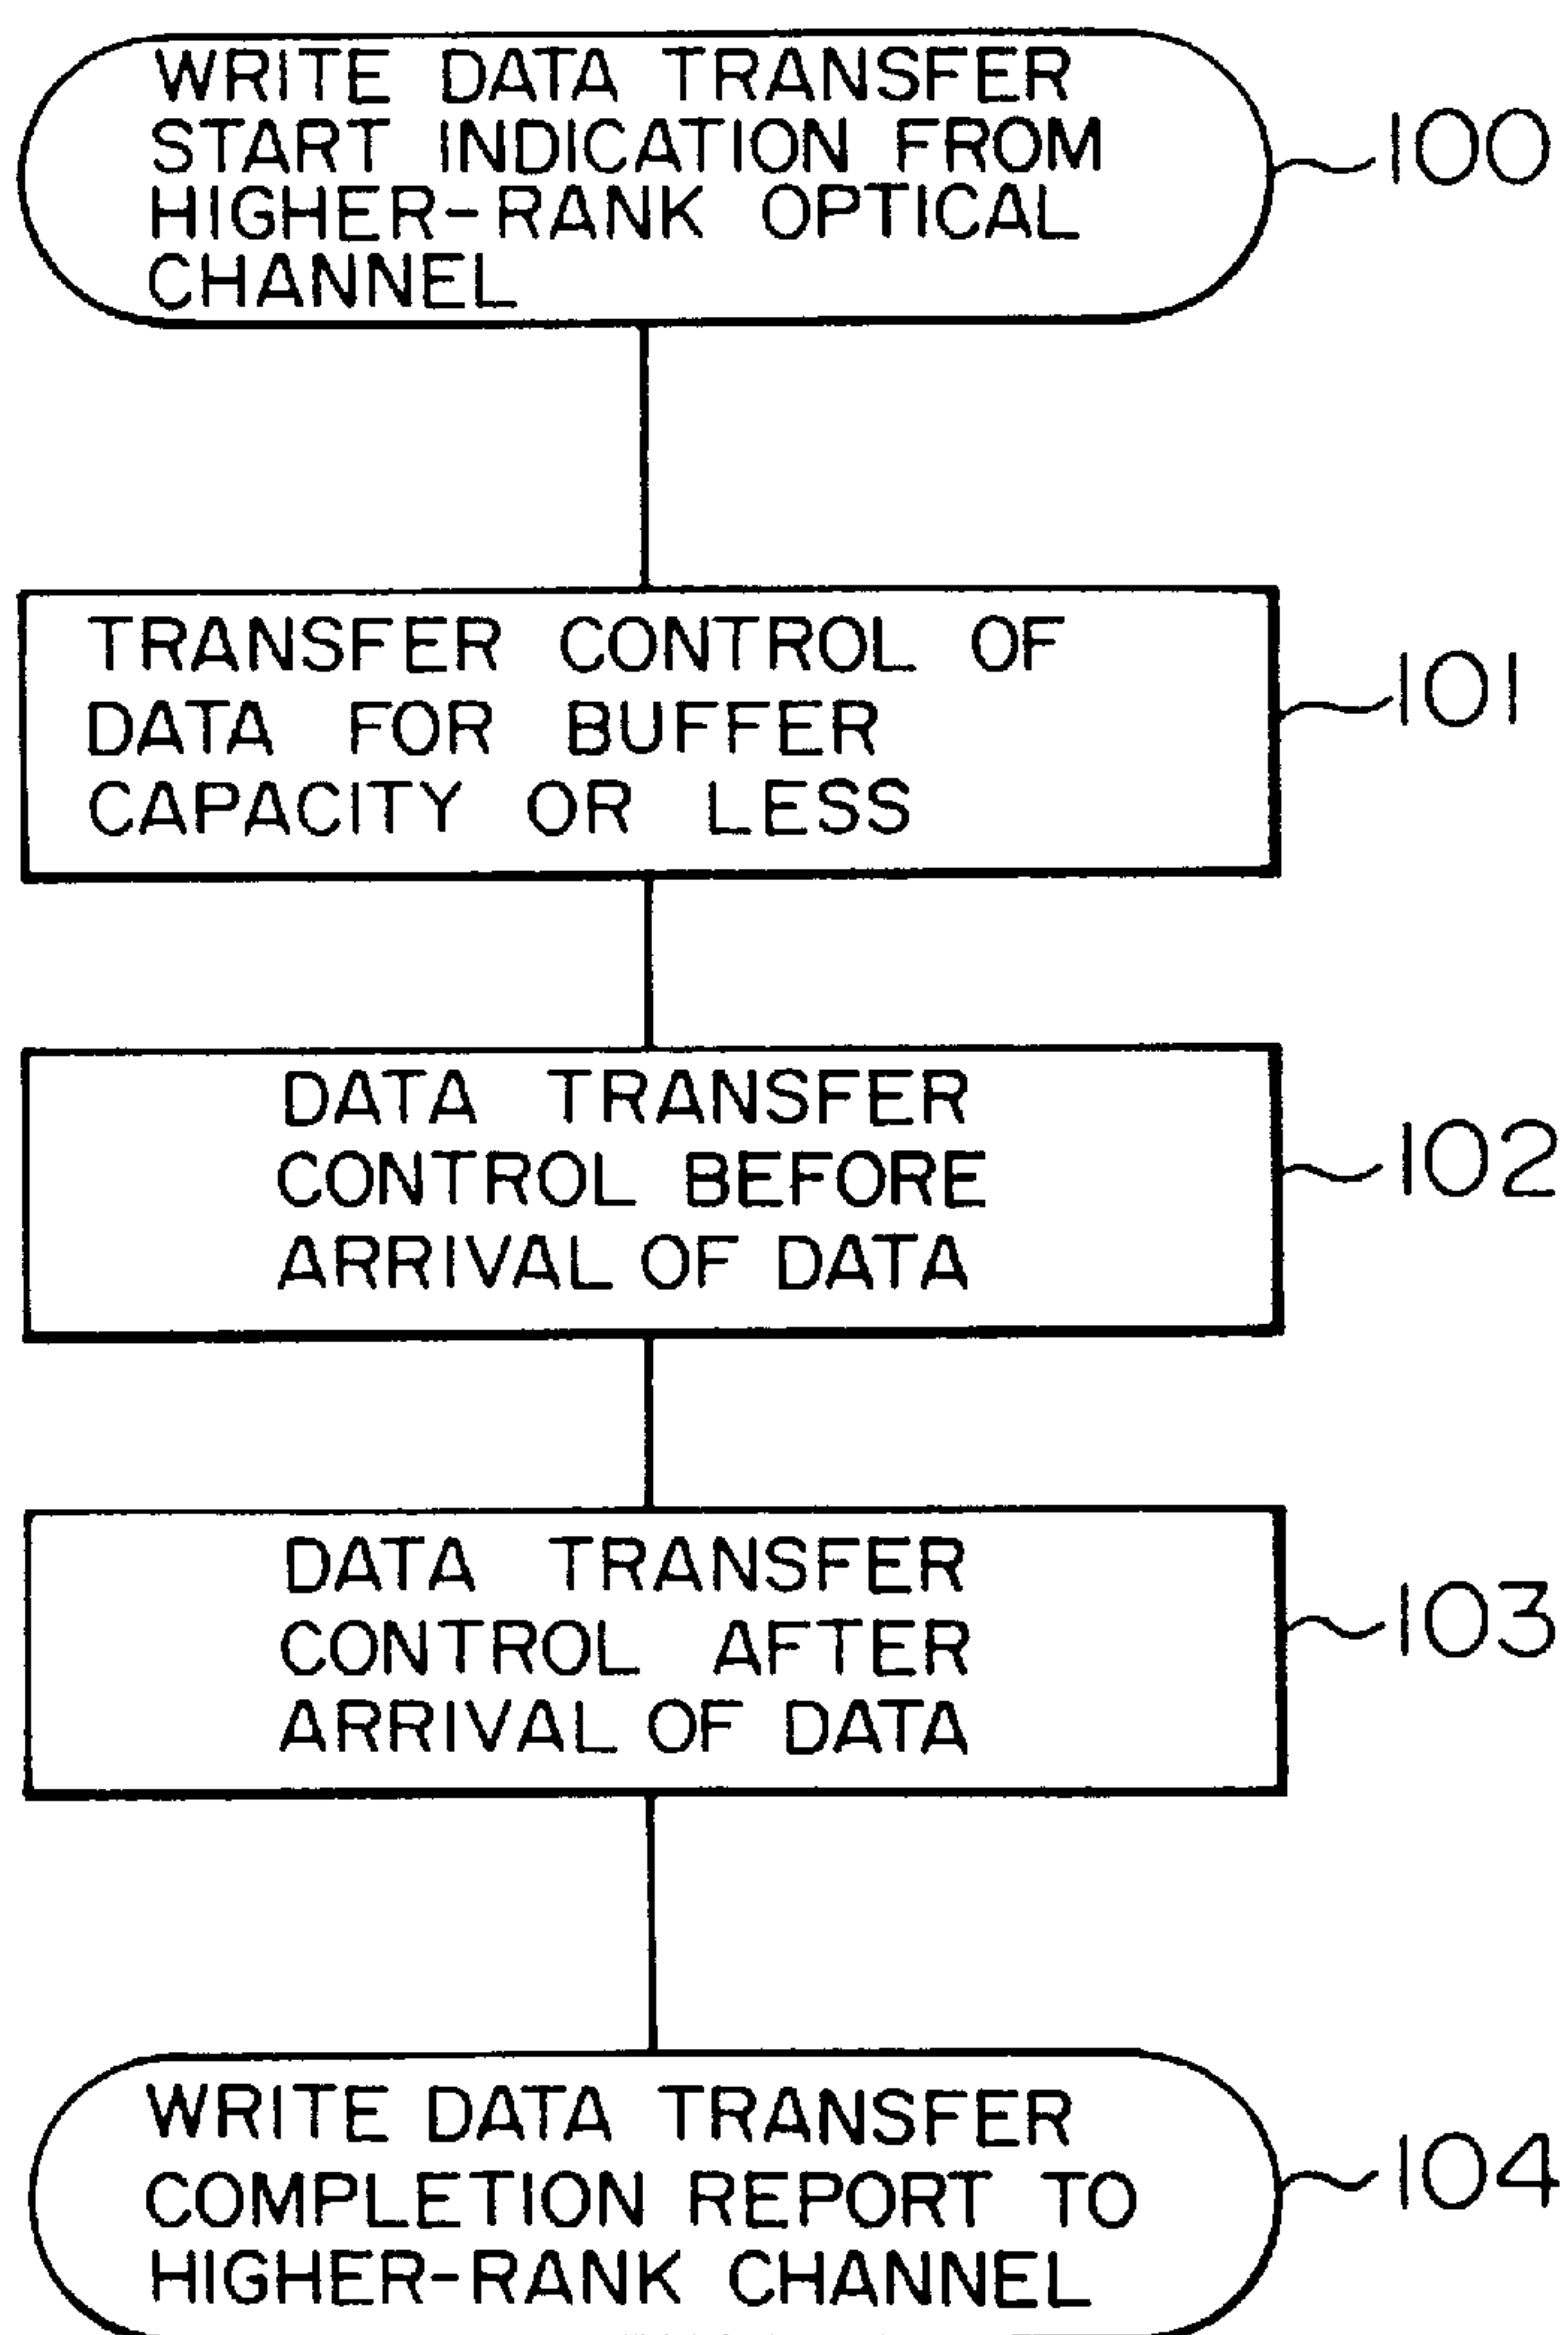 WRITE DATA TRANSFER
START INDICATION FROM
HIGHER-RANK OPTICAL
CHANNEL
100
TRANSFER CONTROL OF
DATA FOR BUFFER
CAPACITY OR LESS
101
DATA TRANSFER
CONTROL BEFORE
ARRIVAL OF DATA
102
DATA TRANSFER
CONTROL AFTER
ARRIVAL OF DATA
103
WRITE DATA TRANSFER
COMPLETION REPORT TO
HIGHER-RANK CHANNEL
104